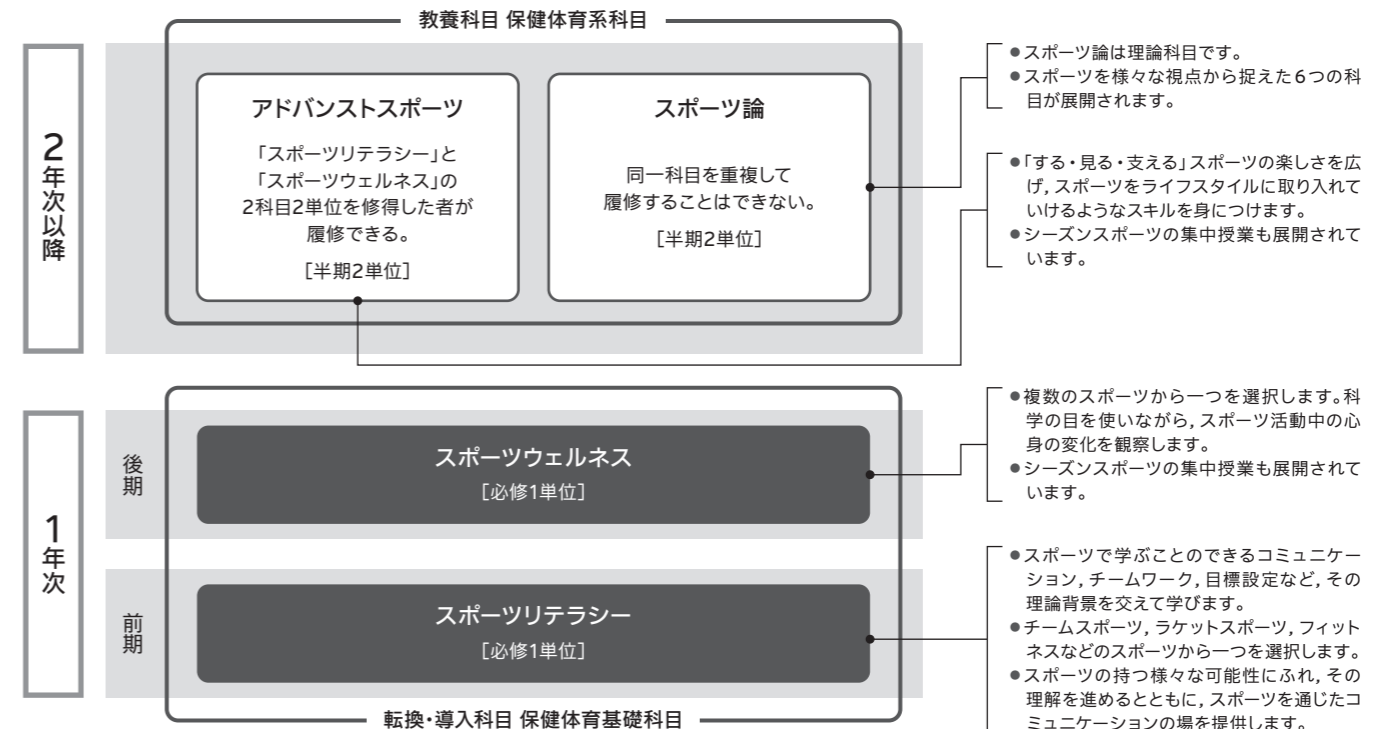 教養科目 保健体育系科目
2年次以降
アドバンストスポーツ
「スポーツリテラシー」と
「スポーツウェルネス」の
2科目2単位を修得した者が
履修できる。
［半期2単位］
スポーツ論
同一科目を重複して
履修することはできない。
［半期2単位］
●スポーツ論は理論科目です。
●スポーツを様々な視点から捉えた6つの科
目が展開されます。
●「する・見る・支える」スポーツの楽しさを広
げ，スポーツをライフスタイルに取り入れて
いけるようなスキルを身につけます。
●シーズンスポーツの集中授業も展開されて
います。
1年次
後期
スポーツウェルネス
［必修1単位］
●複数のスポーツから一つを選択します。科
学の目を使いながら，スポーツ活動中の心
身の変化を観察します。
●シーズンスポーツの集中授業も展開されて
います。
前期
スポーツリテラシー
［必修1単位］
●スポーツで学ぶことのできるコミュニケー
ション，チームワーク，目標設定など，その
理論背景を交えて学びます。
●チームスポーツ，ラケットスポーツ，フィット
ネスなどのスポーツから一つを選択します。
●スポーツの持つ様々な可能性にふれ，その
理解を進めるとともに，スポーツを通じたコ
ミュニケーションの場を提供します。
転換・導入科目 保健体育基礎科目